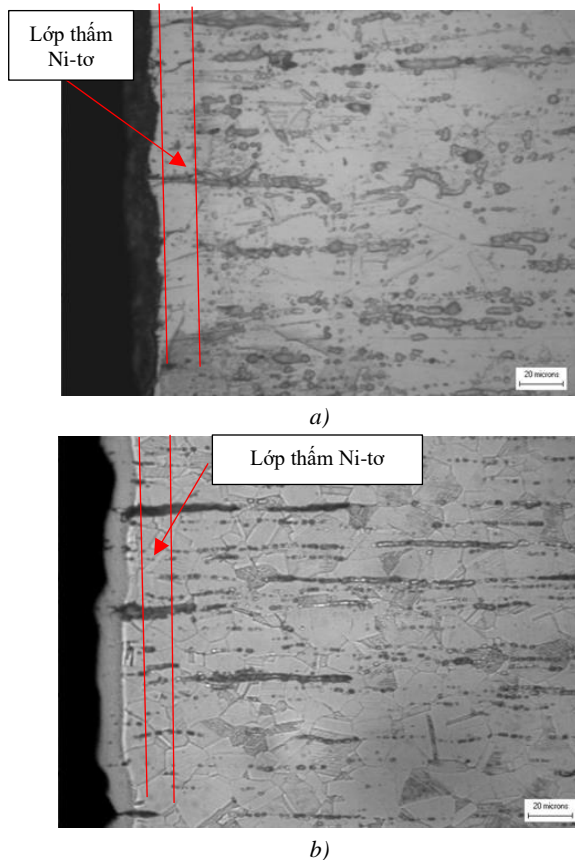 Lớp thấm
Ni-tơ
20 microns
a)
Lớp thấm Ni-tơ
20 microns
b)